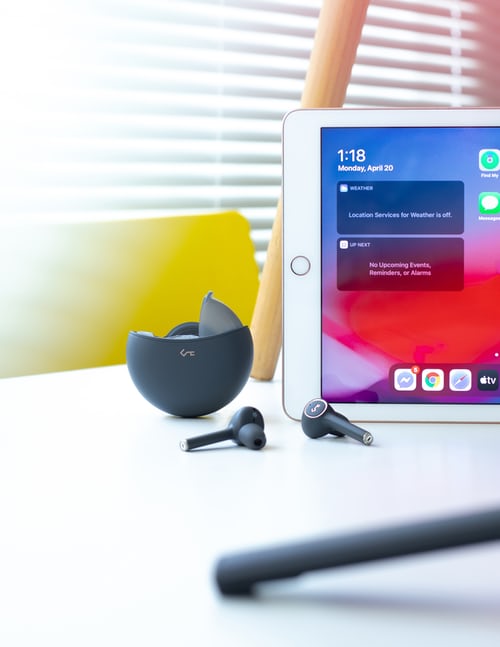 1:18
Monday, April 20
WEATHER
Location Services for Weather is off.
UP NEXT
No Upcoming Events,
Reminders, or Alarms
Find My
Messages
8
tv